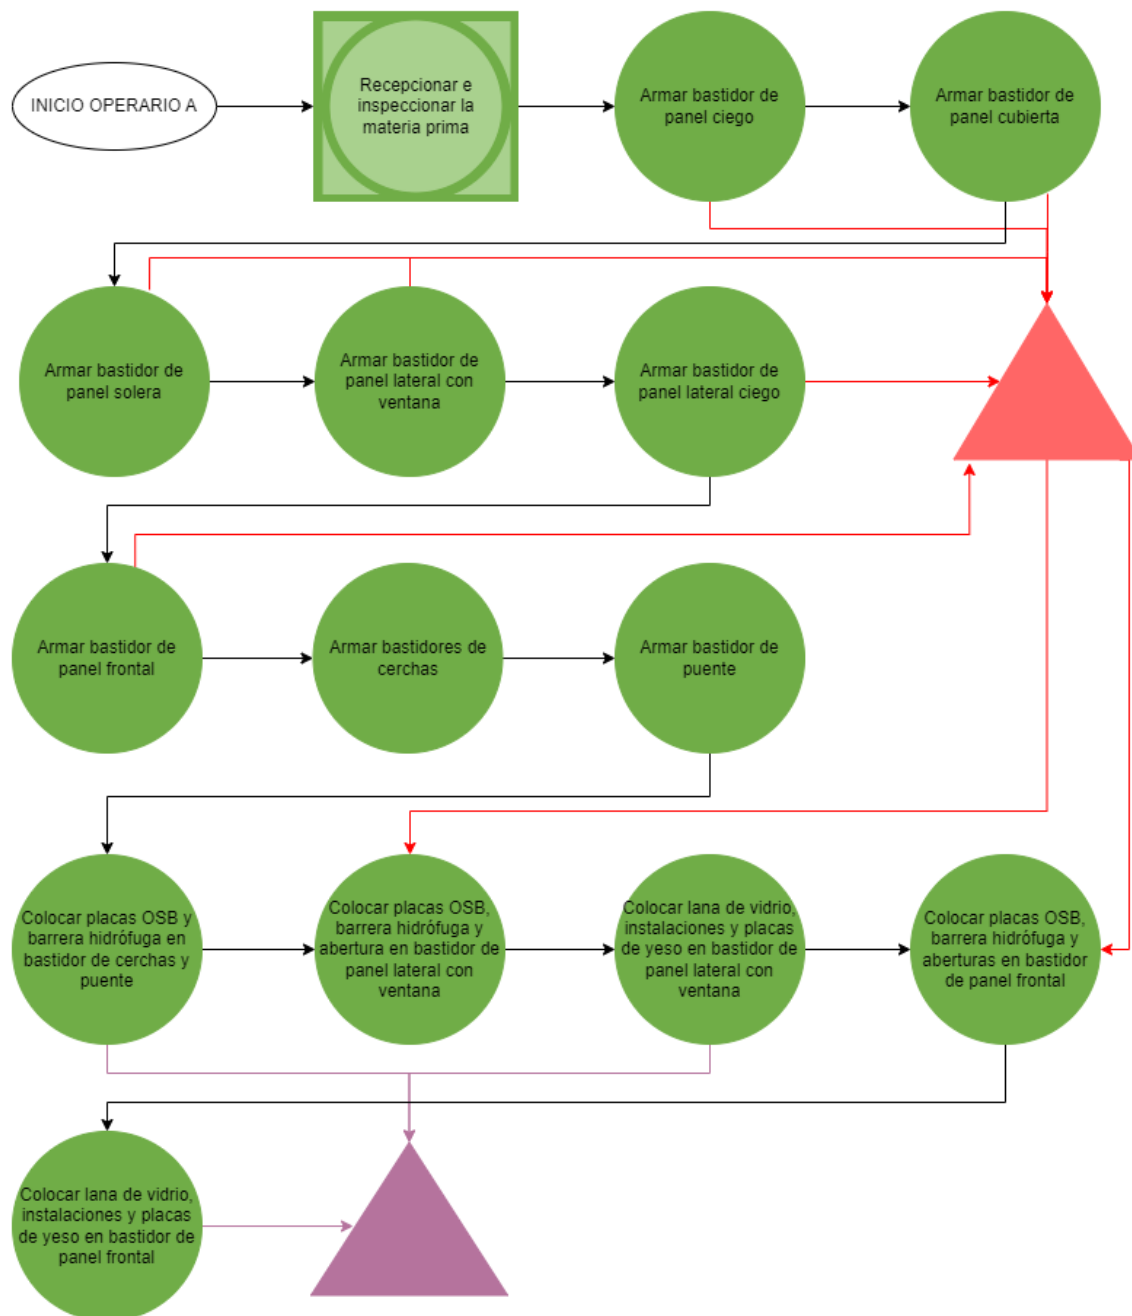 INICIO OPERARIO A
Recepcionar e
inspeccionar la
materia prima
Armar bastidor de
panel ciego
Armar bastidor de
panel cubierta
Armar bastidor de
panel solera
Armar bastidor de
panel lateral con
ventana
Armar bastidor de
panel lateral ciego
Armar bastidor de
panel frontal
Armar bastidores de
cerchas
Armar bastidor de
puente
Colocar placas OSB y
barrera hidrófuga en
bastidor de cerchas y
puente
Colocar placas OSB,
barrera hidrófuga y
abertura en bastidor de
panel lateral con
ventana
Colocar lana de vidrio,
instalaciones y placas
de yeso en bastidor de
panel lateral con
ventana
Colocar placas OSB,
barrera hidrófuga y
aberturas en bastidor
de panel frontal
Colocar lana de vidrio,
instalaciones y placas
de yeso en bastidor de
panel frontal